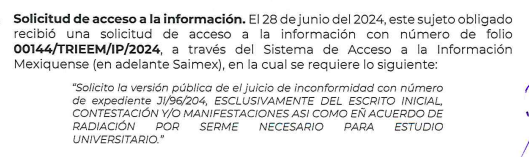 Solicitud de acceso a la información. El 28 de junio del 2024, este sujeto obligado
recibió una solicitud de acceso a la información con número de folio
00144/TRIEEM/IP/2024, a través del Sistema de Acceso a la Información
Mexiquense (en adelante Saimex), en la cual se requiere lo siguiente:
"Solicito la versión pública de el juicio de inconformidad con número
de expediente JI/96/204, ESCLUSIVAMENTE DEL ESCRITO INICIAL,
CONTESTACIÓN Y/O MANIFESTACIONES ASI COMO EÑ ACUERDO DE
RADIACIÓN POR SERME NECESARIO PARA ESTUDIO
UNIVERSITARIO."